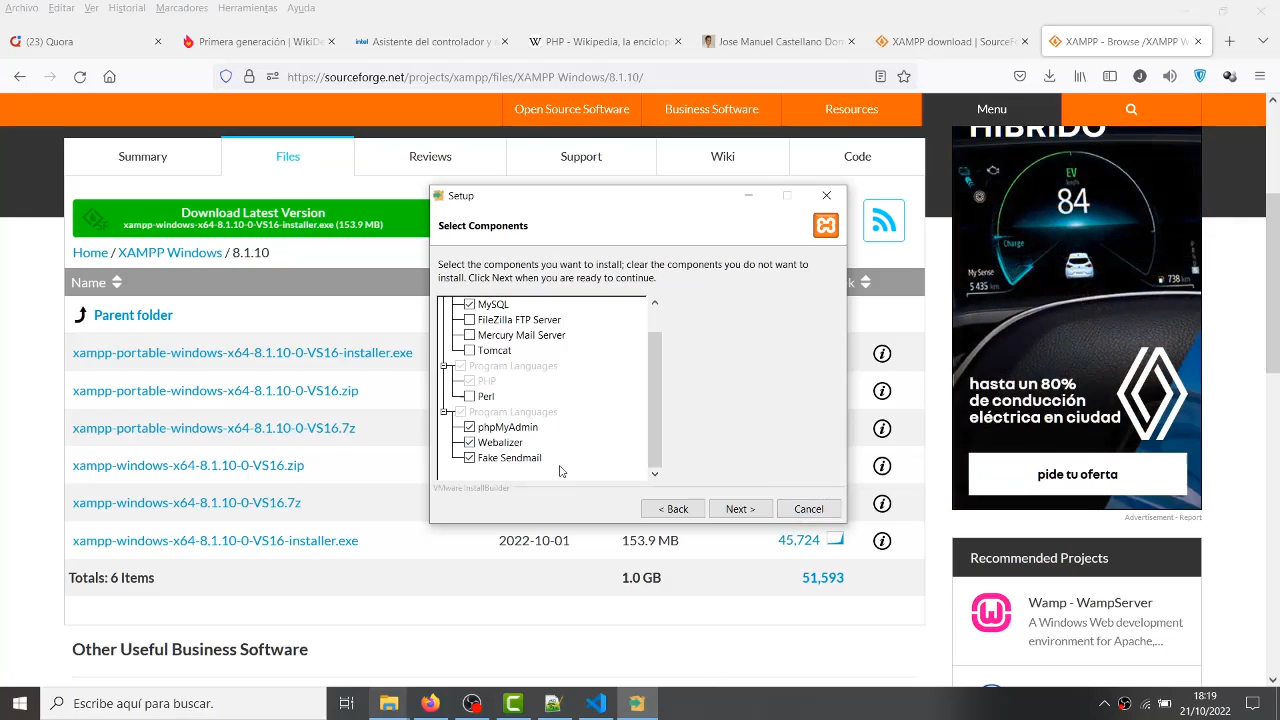 Archivo Editar Ver Historial Marcadores Herramientas Ayuda
(23) Quora
Primera generación | WikiDe
Asistente del controlador y e
PHP - Wikipedia, la enciclop
Jose Manuel Castellano Dom
XAMPP download | SourceFo
XAMPP - Browse /XAMPP W
https://sourceforge.net/projects/xampp/files/XAMPP Windows/8.1.10/
Open Source Software
Business Software
Resources
Menu
Summary
Files
Reviews
Support
Wiki
Code
Download Latest Version
xampp-windows-x64-8.1.10-0-VS16-installer.exe (153.9 MB)
Home / XAMPP Windows / 8.1.10
Name
k
Parent folder
xampp-portable-windows-x64-8.1.10-0-VS16-installer.exe
xampp-portable-windows-x64-8.1.10-0-VS16.zip
xampp-portable-windows-x64-8.1.10-0-VS16.7z
xampp-windows-x64-8.1.10-0-VS16.zip
xampp-windows-x64-8.1.10-0-VS16.7z
xampp-windows-x64-8.1.10-0-VS16-installer.exe
2022-10-01
153.9 MB
45,724
Totals: 6 Items
1.0 GB
51,593
Other Useful Business Software
Setup
Select Components
Select the components you want to install; clear the components you do not want to
install. Click Next when you are ready to continue.
MySQL
FileZilla FTP Server
Mercury Mail Server
Tomcat
Program Languages
PHP
Perl
Program Languages
phpMyAdmin
Webalizer
Fake Sendmail
VMware InstallBuilder
< Back
Next >
Cancel
HÍBRIDO
EV
84
Charge
My Sense
5 435 km
738 km
hasta un 80%
de conducción
eléctrica en ciudad
pide tu oferta
Advertisement - Report
Recommended Projects
Wamp - WampServer
A Windows Web development
environment for Apache,...
Escribe aquí para buscar.
18:19
21/10/2022